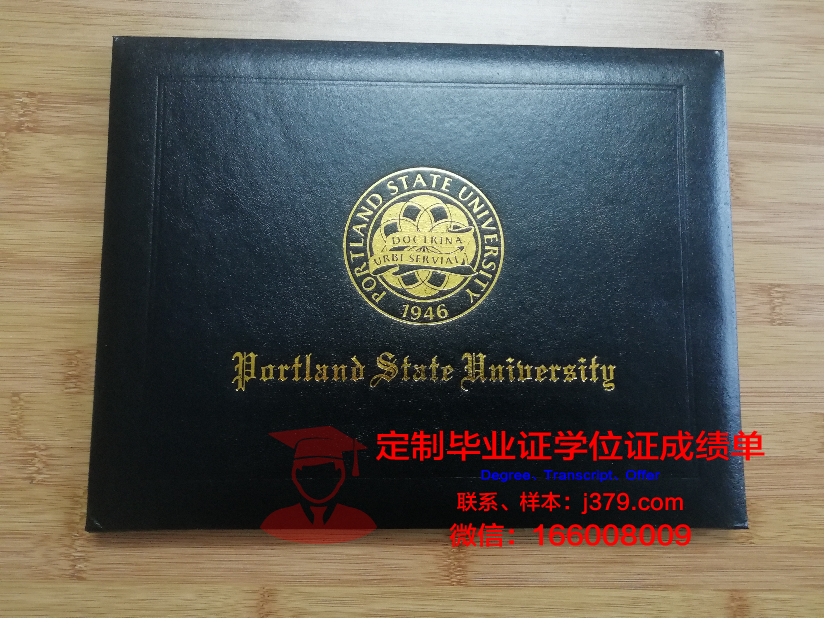 PORTLAND STATE UNIVERSITY
DOCTRINA
URBI SERVIAT
1946
Portland State University
定制毕业证学位证成绩单
Degree、Transcript、Offer
联系、样本：j379.com
微信：166008009